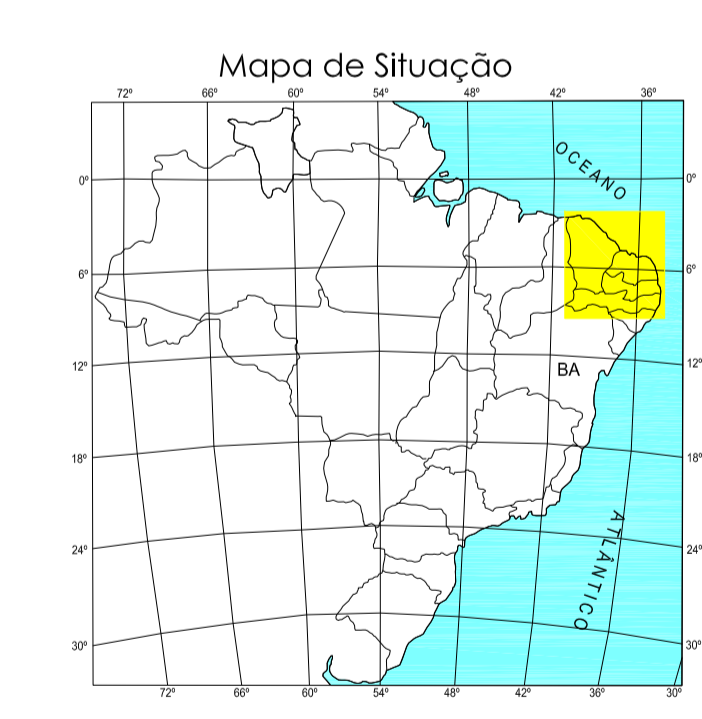 Mapa de Situação
72º 66º 60º 54º 48º 42º 36º
OCEANO
0º 0º
6º 6º
12º 12º
BA
18º 18º
ATLÂNTICO
24º 24º
30º 30º
72º 66º 60º 54º 48º 42º 36º 30º